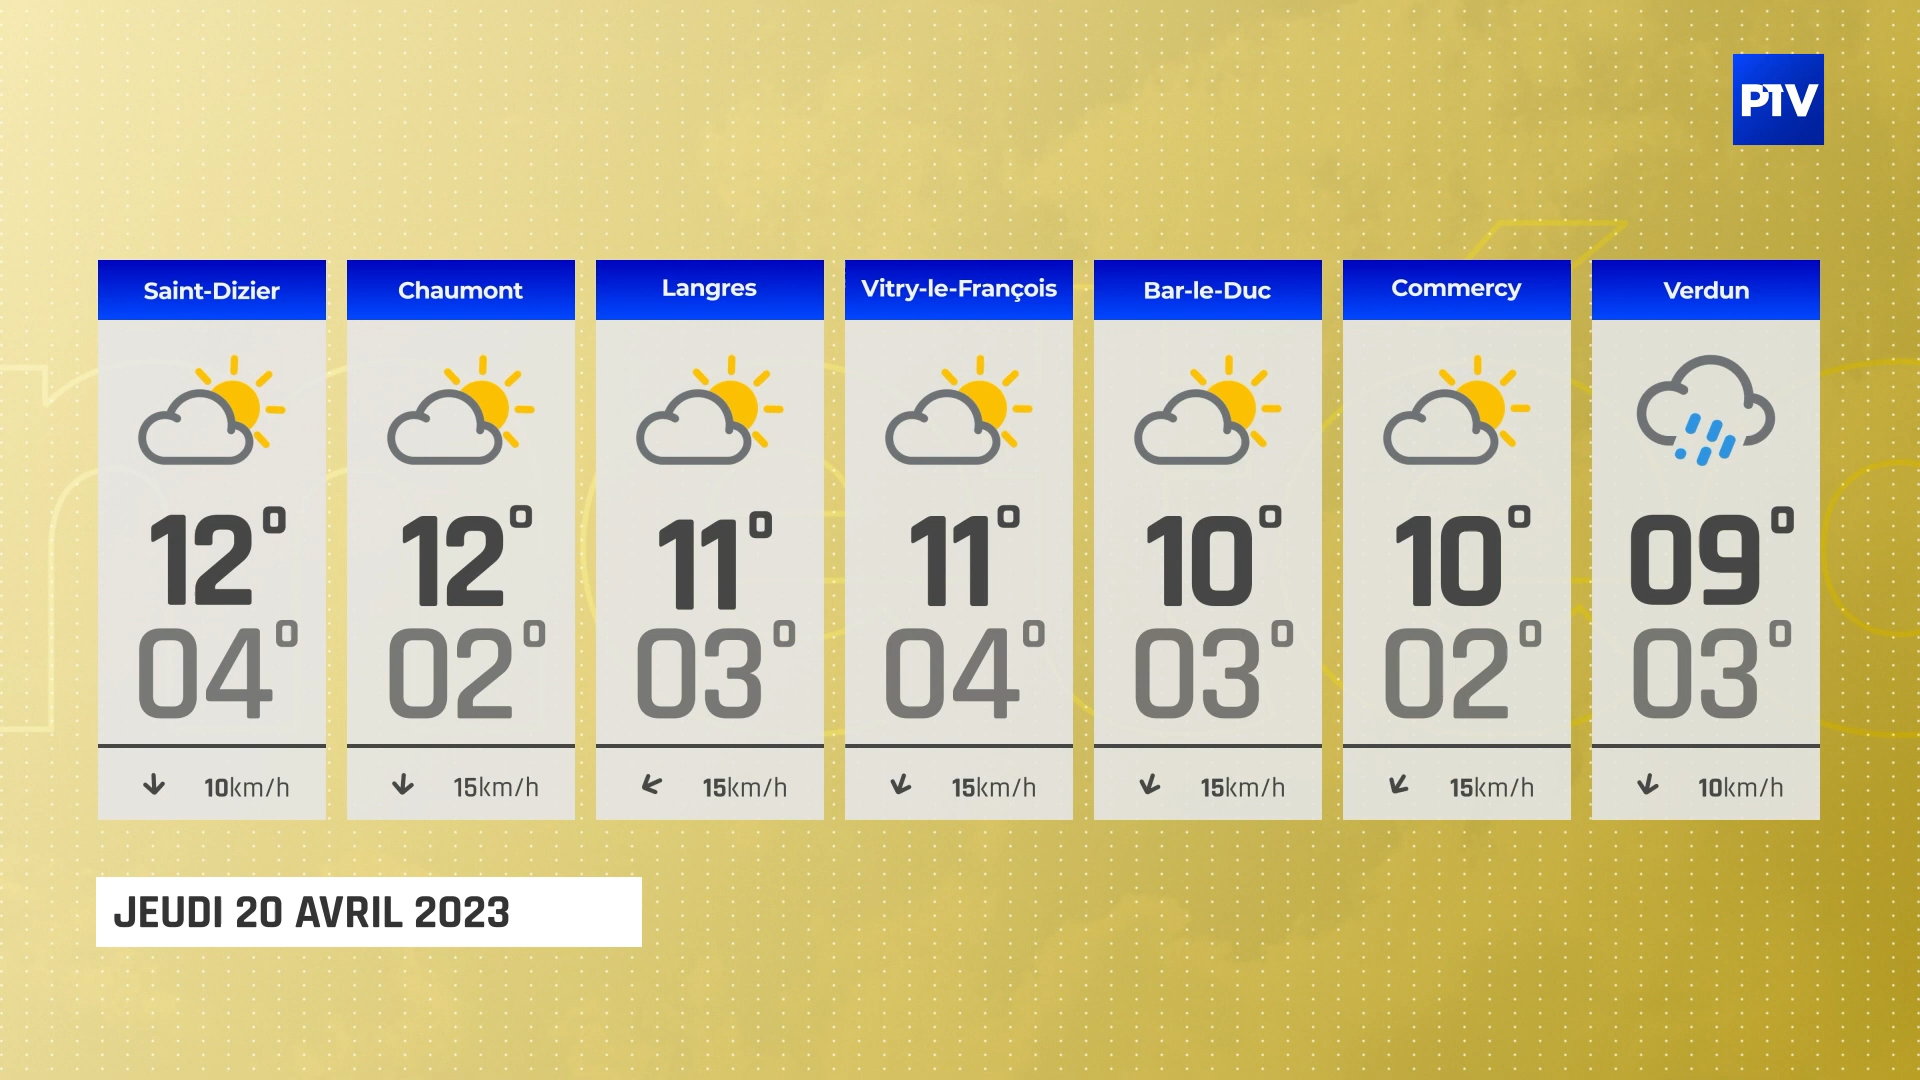 PTV
Saint-Dizier
12°
04°
10km/h
Chaumont
12°
02°
15km/h
Langres
11°
03°
15km/h
Vitry-le-François
11°
04°
15km/h
Bar-le-Duc
10°
03°
15km/h
Commercy
10°
02°
15km/h
Verdun
09°
03°
10km/h
JEUDI 20 AVRIL 2023